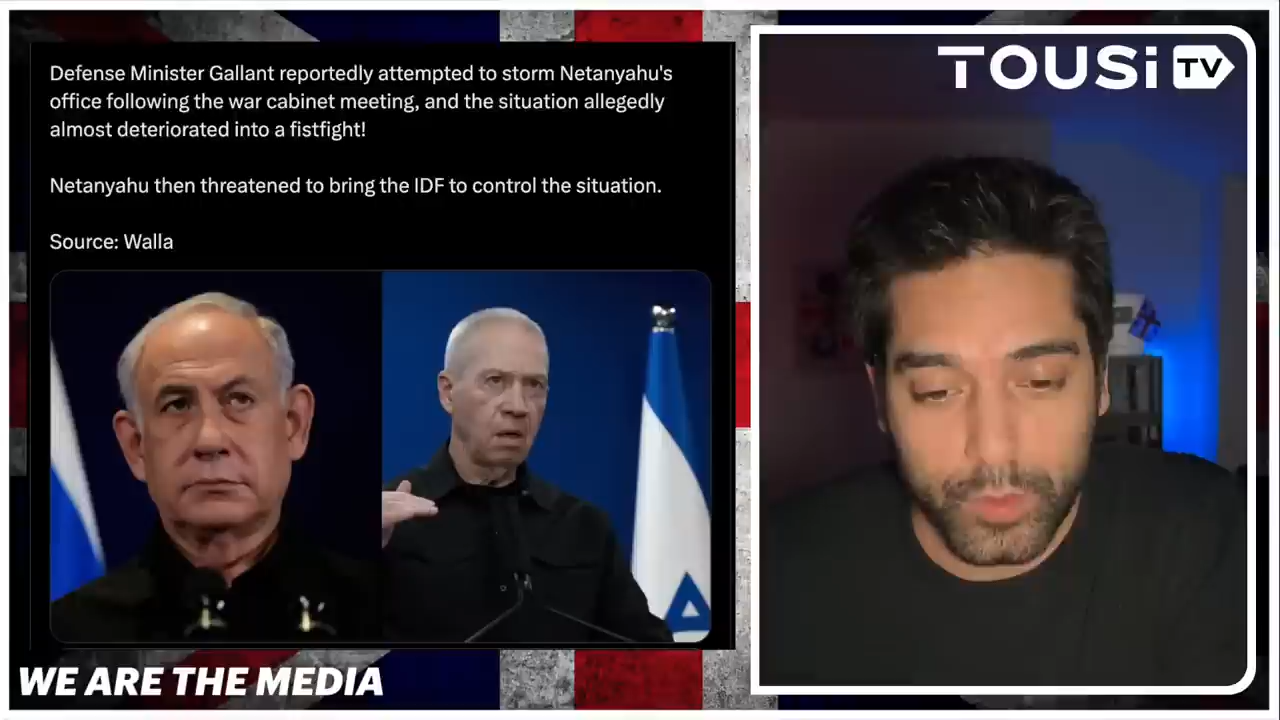 Defense Minister Gallant reportedly attempted to storm Netanyahu's
office following the war cabinet meeting, and the situation allegedly
almost deteriorated into a fistfight!
Netanyahu then threatened to bring the IDF to control the situation.
Source: Walla
TOUSi TV
WE ARE THE MEDIA